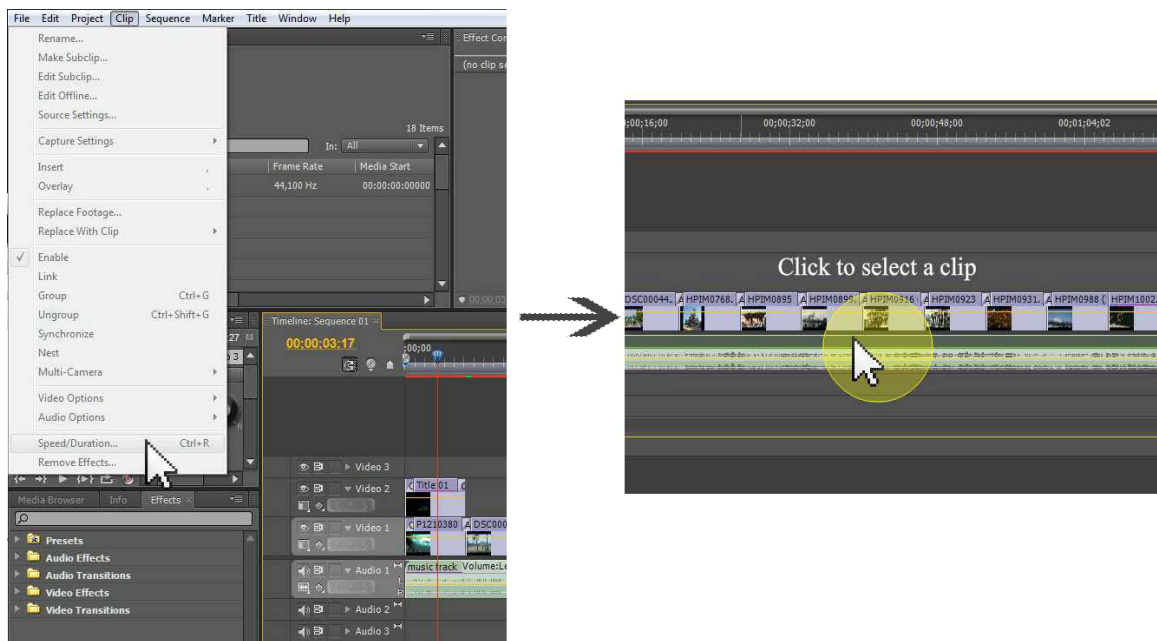 File Edit Project Clip Sequence Marker Title Window Help
Rename...
Make Subclip...
Edit Subclip...
Edit Offline...
Source Settings...
Capture Settings
Insert ,
Overlay .
Replace Footage...
Replace With Clip
Enable
Link
Group Ctrl+G
Ungroup Ctrl+Shift+G
Synchronize
Nest
Multi-Camera
Video Options
Audio Options
Speed/Duration... Ctrl+R
Remove Effects...
Effect Con
(no clip se
18 Items
In: All
Frame Rate Media Start
44,100 Hz 00:00:00:00000
00;00;03
Timeline: Sequence 01
00;00;03;17
;00;00
Video 3
Video 2
Title 01
Video 1
P1210380 DSC000
Audio 1
music track Volume:Le
L
R
Audio 2
Audio 3
Media Browser Info Effects
Presets
Audio Effects
Audio Transitions
Video Effects
Video Transitions
;00;16;00 00;00;32;00 00;00;48;00 00;01;04;02
Click to select a clip
DSC00044. HPIM0768. HPIM0895 HPIM0899. HPIM0916 HPIM0923 HPIM0931. HPIM0988 ( HPIM1002.